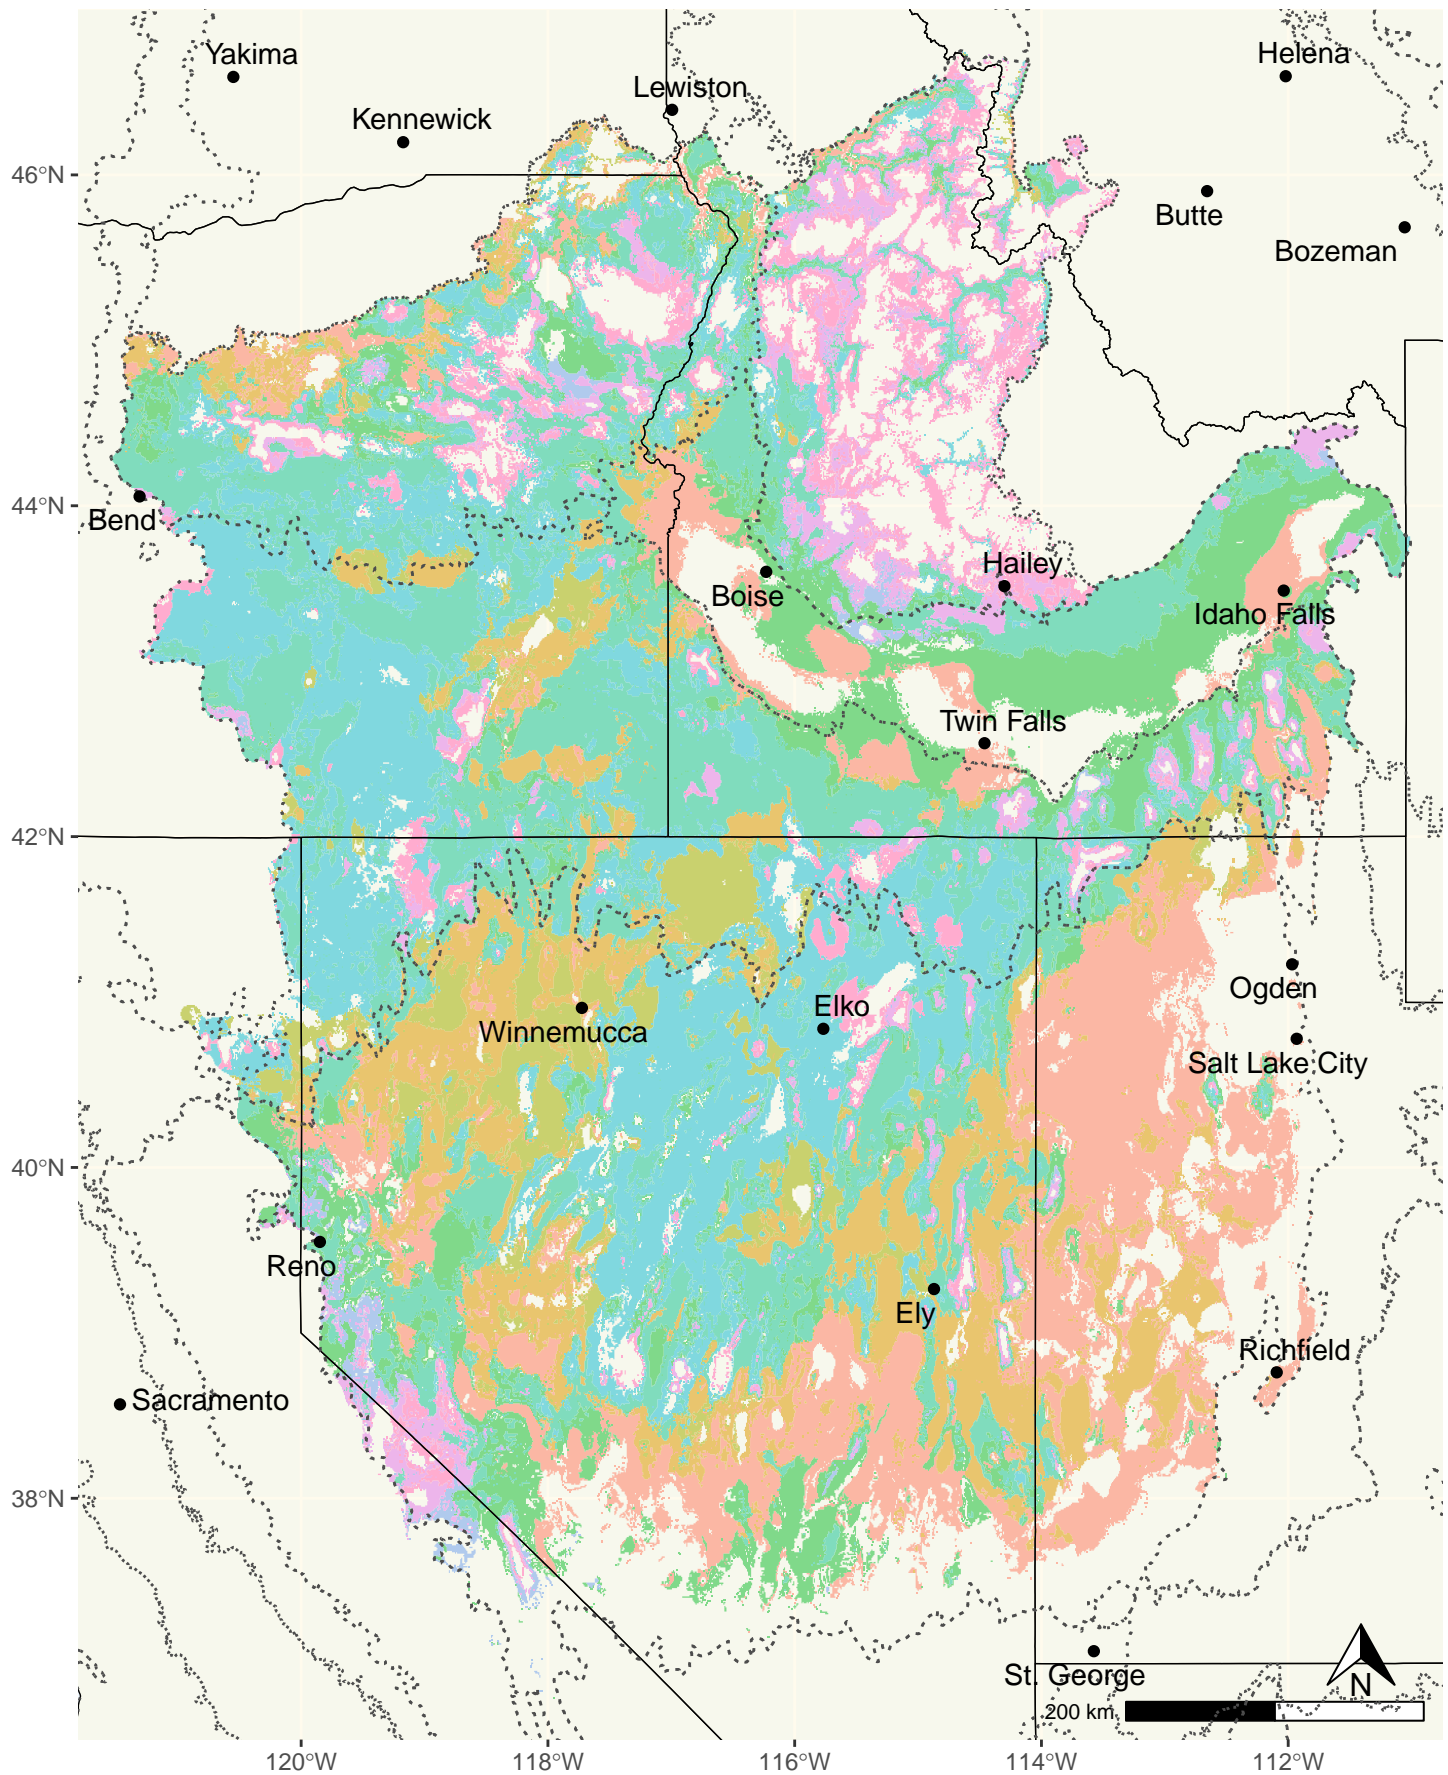 Yakima
Helena
Lewiston
Kennewick
46°N
Butte
Bozeman
44°N
Bend
Hailey
Boise
Idaho Falls
Twin Falls
42°N
Ogden
Elko
Winnemucca
Salt Lake City
40°N
Reno
Ely
Richfield
Sacramento
38°N
St. George
N
200 km
120°W
118°W
116°W
114°W
112°W